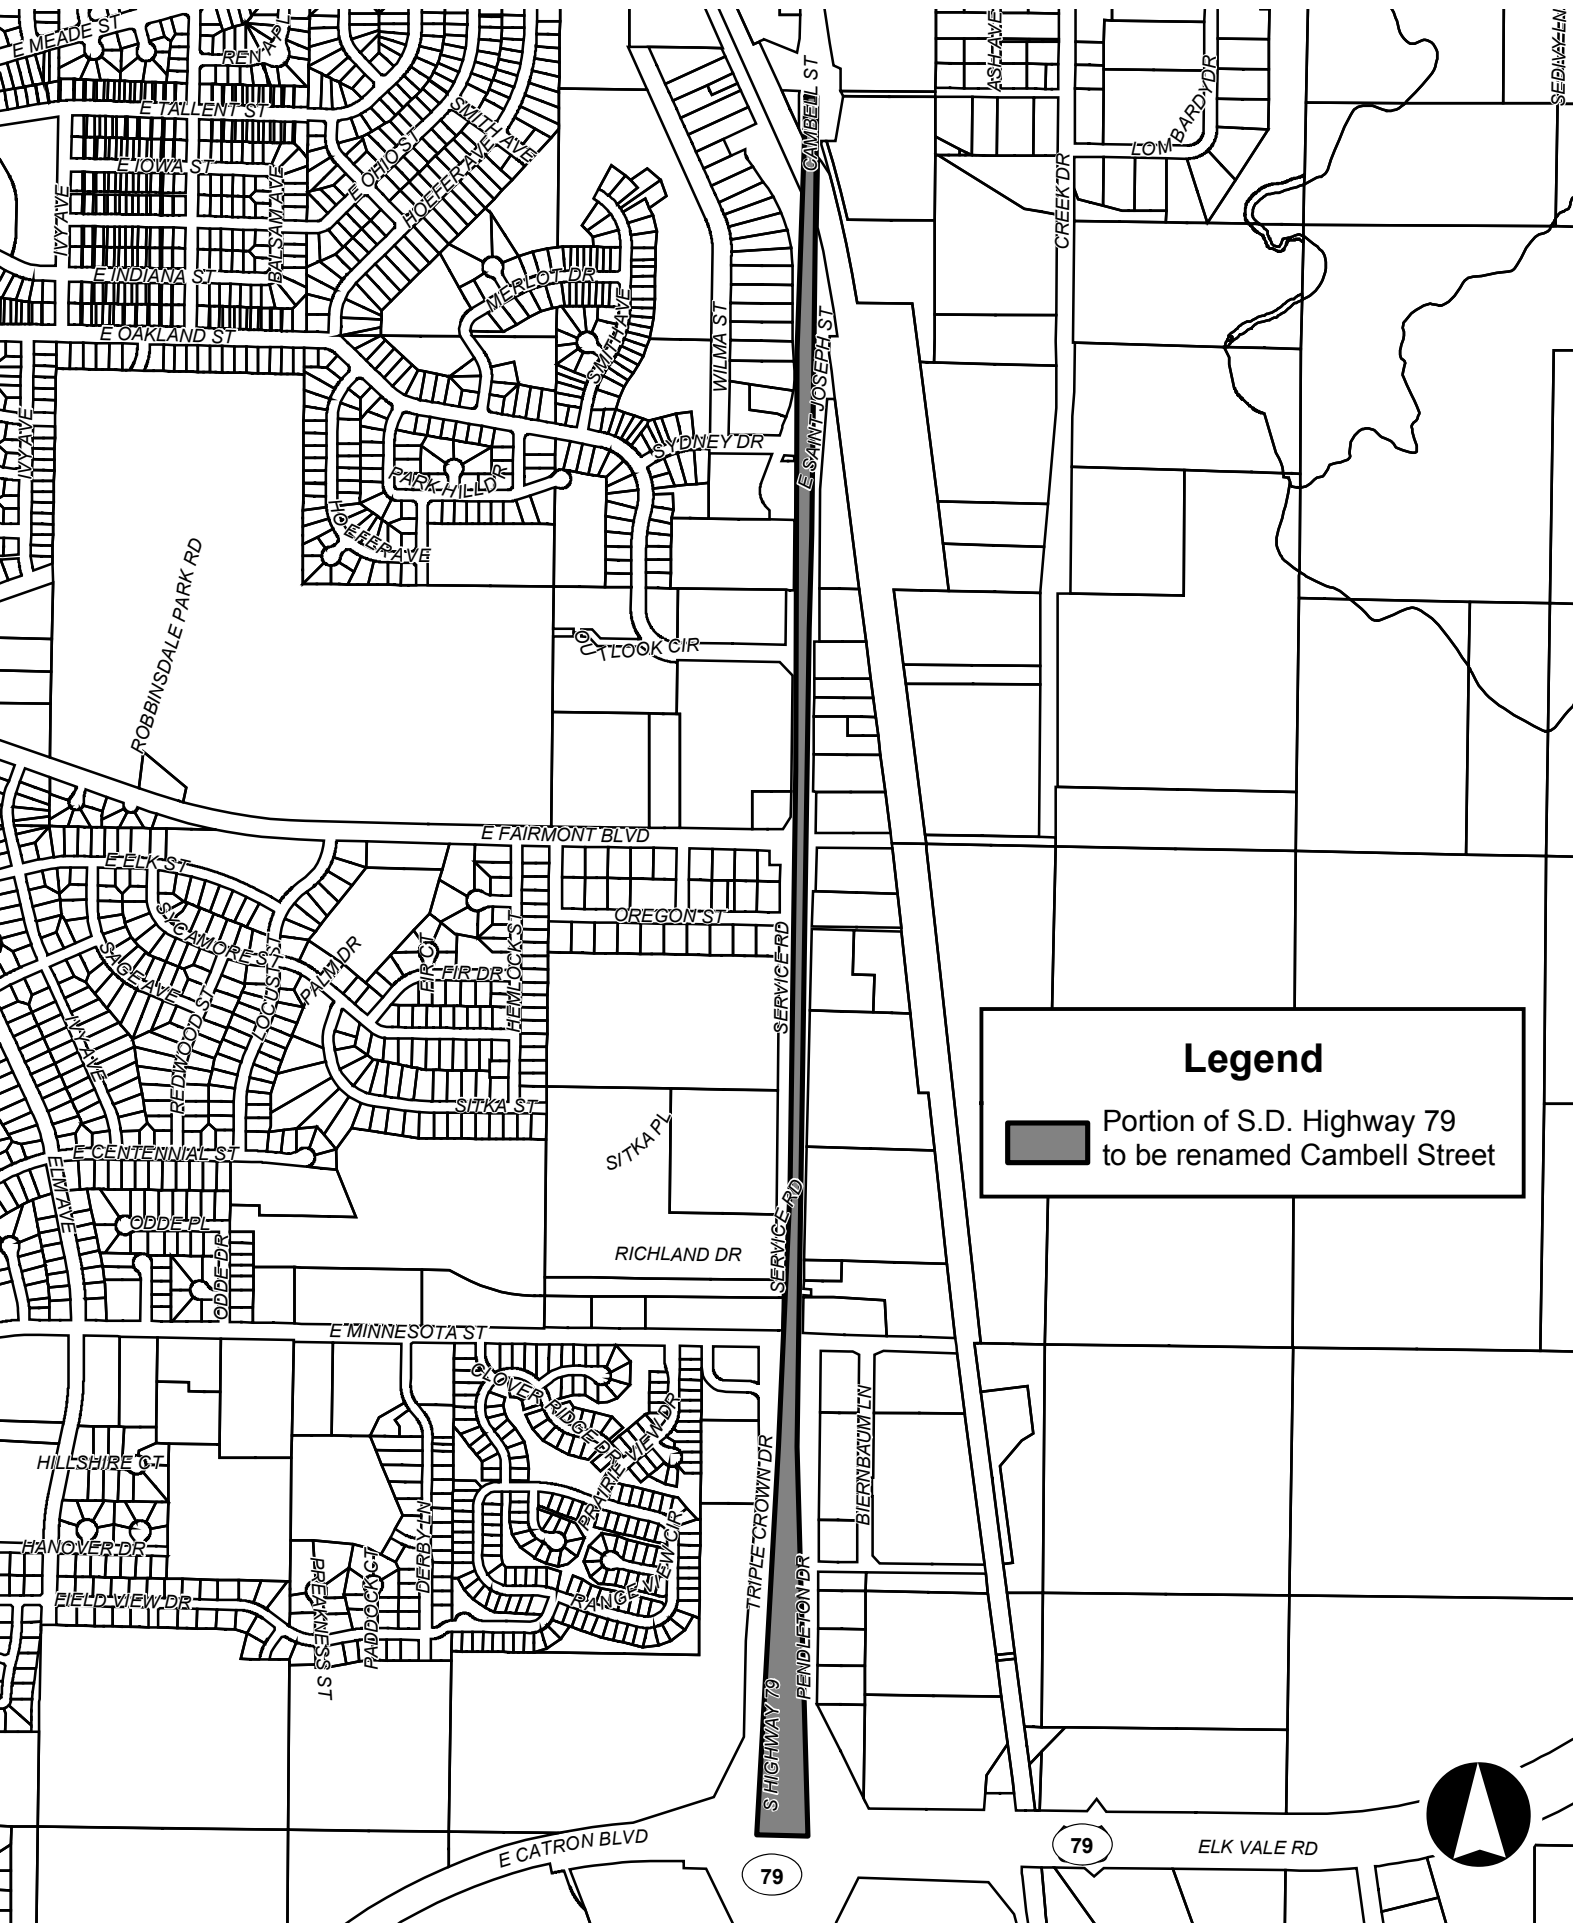 E MEADE ST
RENA PL
E TALLENT ST
SMITH AVE
CAMBELL ST
ASH AVE
LOMBARDY DR
SEDIVY LN
E IOWA ST
E OHIO ST
HOEFER AVE
IVY AVE
BALSAM AVE
CREEK DR
E INDIANA ST
MERLOT DR
SMITH AVE
WILMA ST
E SAINT JOSEPH ST
E OAKLAND ST
IVY AVE
SYDNEY DR
PARK HILL DR
HOEFER AVE
ROBBINSDALE PARK RD
OUTLOOK CIR
E FAIRMONT BLVD
E ELK ST
OREGON ST
SYCAMORE ST
SAGE AVE
PALM DR
FIR CT
FIR DR
HEMLOCK ST
SERVICE RD
LOCUST ST
REDWOOD ST
IVY AVE
Legend
Portion of S.D. Highway 79
to be renamed Cambell Street
SITKA ST
SITKA PL
E CENTENNIAL ST
ELM AVE
ODDE PL
ODDE DR
SERVICE RD
RICHLAND DR
E MINNESOTA ST
CLOVER RIDGE DR
PRAIRIE VIEW DR
BIERNBAUM LN
TRIPLE CROWN DR
HILLSHIRE CT
HANOVER DR
DERBY LN
PREAKNESS ST
PADDOCK CT
RANGE VIEW CIR
FIELD VIEW DR
PENDLETON DR
S HIGHWAY 79
E CATRON BLVD
79
79
ELK VALE RD